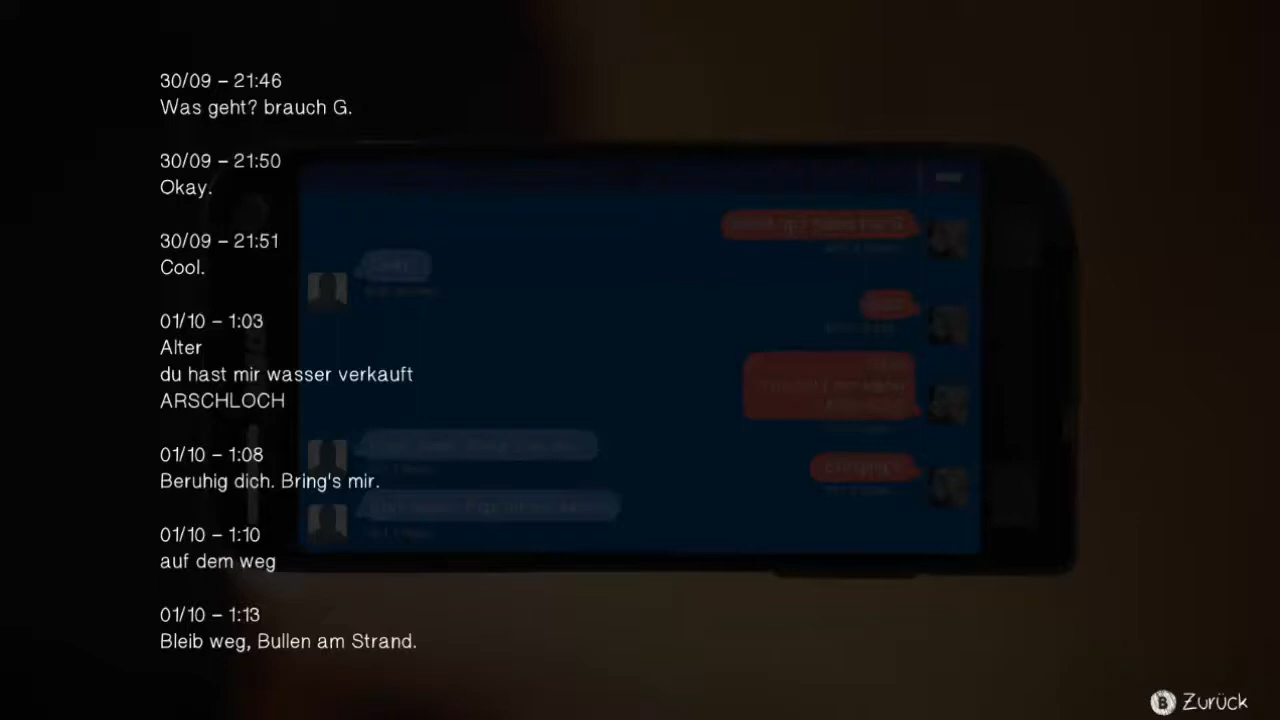 30/09 – 21:46
Was geht? brauch G.
30/09 – 21:50
Okay.
30/09 – 21:51
Cool.
01/10 – 1:03
Alter
du hast mir wasser verkauft
ARSCHLOCH
01/10 – 1:08
Beruhig dich. Bring's mir.
01/10 – 1:10
auf dem weg
01/10 – 1:13
Bleib weg, Bullen am Strand.
B Zurück